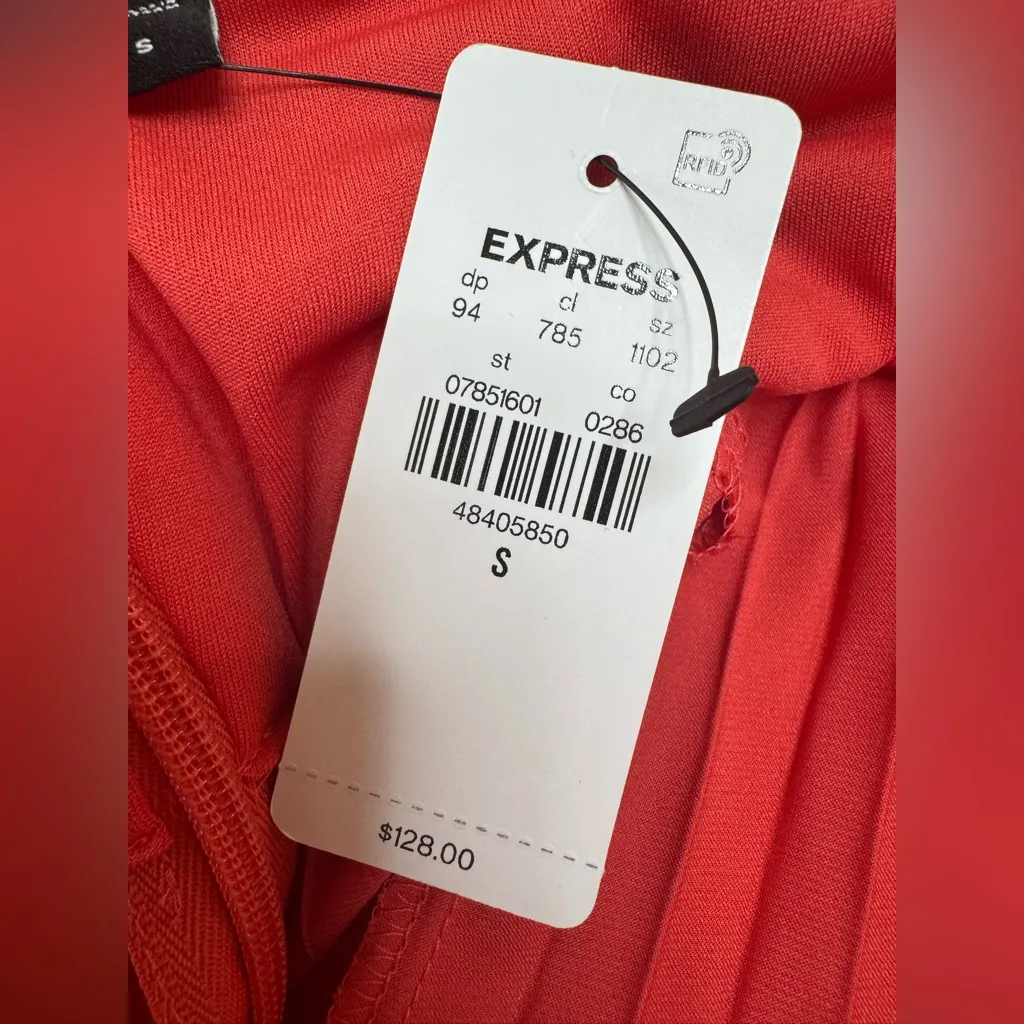 S
RFID
EXPRESS
dp cl sz
94 785 1102
st co
07851601 0286
48405850
S
$128.00